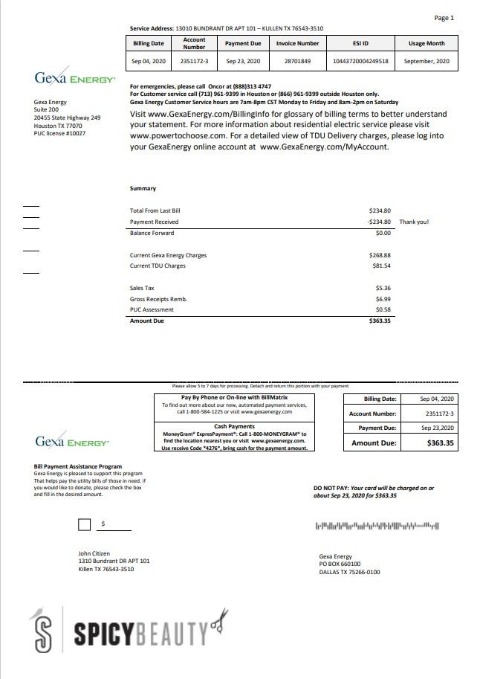 Page 1
Service Address: 13010 BUNDRANT DR APT 101 – KULLEN TX 76543-3510
Billing Date Account Number Payment Due Invoice Number ESI ID Usage Month
Sep 04, 2020 2351172-3 Sep 23, 2020 28701849 10443720004249518 September, 2020
Gexa ENERGY
For emergencies, please call Oncor at (888)313 4747
For Customer service call (713) 961-9399 in Houston or (866) 961-9399 outside Houston only.
Gexa Energy Customer Service hours are 7am-8pm CST Monday to Friday and 8am-2pm on Saturday
Gexa Energy
Suite 200
20455 State Highway 249
Houston TX 77070
PUC license #10027
Visit www.GexaEnergy.com/BillingInfo for glossary of billing terms to better understand
your statement. For more information about residential electric service please visit
www.powertochoose.com. For a detailed view of TDU Delivery charges, please log into
your GexaEnergy online account at www.GexaEnergy.com/MyAccount.
Summary
Total From Last Bill $234.80
Payment Received -$234.80 Thank you!
Balance Forward $0.00
Current Gexa Energy Charges $268.88
Current TDU Charges $81.54
Sales Tax $5.36
Gross Receipts Remb. $6.99
PUC Assessment $0.58
Amount Due $363.35
Please allow 5 to 7 days for processing. Detach and return this portion with your payment
Pay By Phone or On-line with BillMatrix
To find out more about our new, automated payment services,
call 1-800-584-1225 or visit www.gexaenergy.com
Cash Payments
MoneyGram® ExpressPayment®. Call 1-800-MONEYGRAM® to
find the location nearest you or visit www.gexaenergy.com.
Use receive Code *4276*, bring cash for the payment amount.
Billing Date: Sep 04, 2020
Account Number: 2351172-3
Payment Due: Sep 23,2020
Amount Due: $363.35
Gexa ENERGY
Bill Payment Assistance Program
Gexa Energy is pleased to support this program
That helps pay the utility bills of those in need. If
you would like to donate, please check the box
and fill in the desired amount.
DO NOT PAY: Your card will be charged on or
about Sep 23, 2020 for $363.35
$
John Citizen
1310 Bundrant DR APT 101
Killen TX 76543-3510
Gexa Energy
PO BOX 660100
DALLAS TX 75266-0100
S SPICYBEAUTY